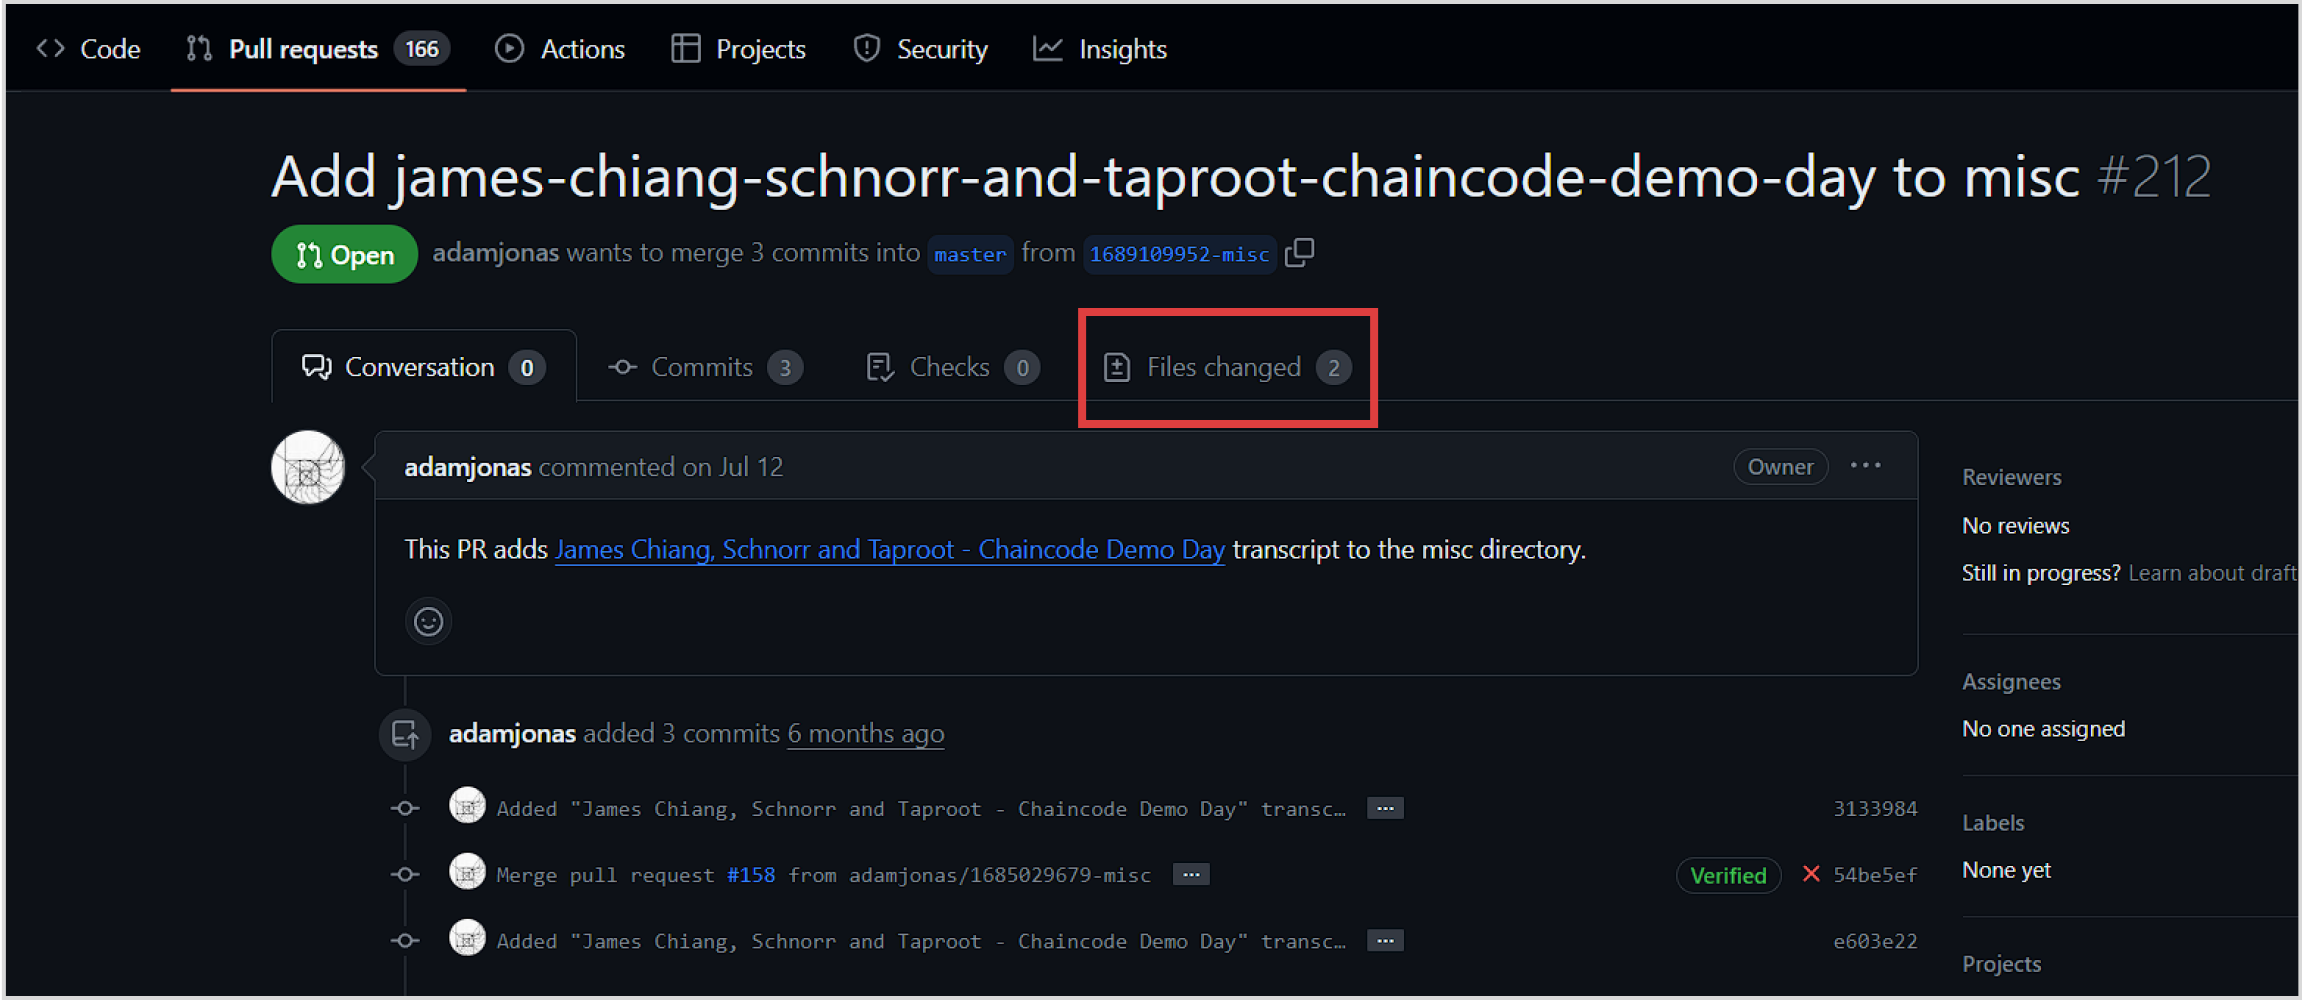 Code Pull requests 166 Actions Projects Security Insights
Add james-chiang-schnorr-and-taproot-chaincode-demo-day to misc #212
Open adamjonas wants to merge 3 commits into master from 1689109952-misc
Conversation 0 Commits 3 Checks 0 Files changed 2
adamjonas commented on Jul 12 Owner
This PR adds James Chiang, Schnorr and Taproot - Chaincode Demo Day transcript to the misc directory.
adamjonas added 3 commits 6 months ago
Added "James Chiang, Schnorr and Taproot - Chaincode Demo Day" transc… 3133984
Merge pull request #158 from adamjonas/1685029679-misc Verified 54be5ef
Added "James Chiang, Schnorr and Taproot - Chaincode Demo Day" transc… e603e22
Reviewers
No reviews
Still in progress? Learn about draft
Assignees
No one assigned
Labels
None yet
Projects